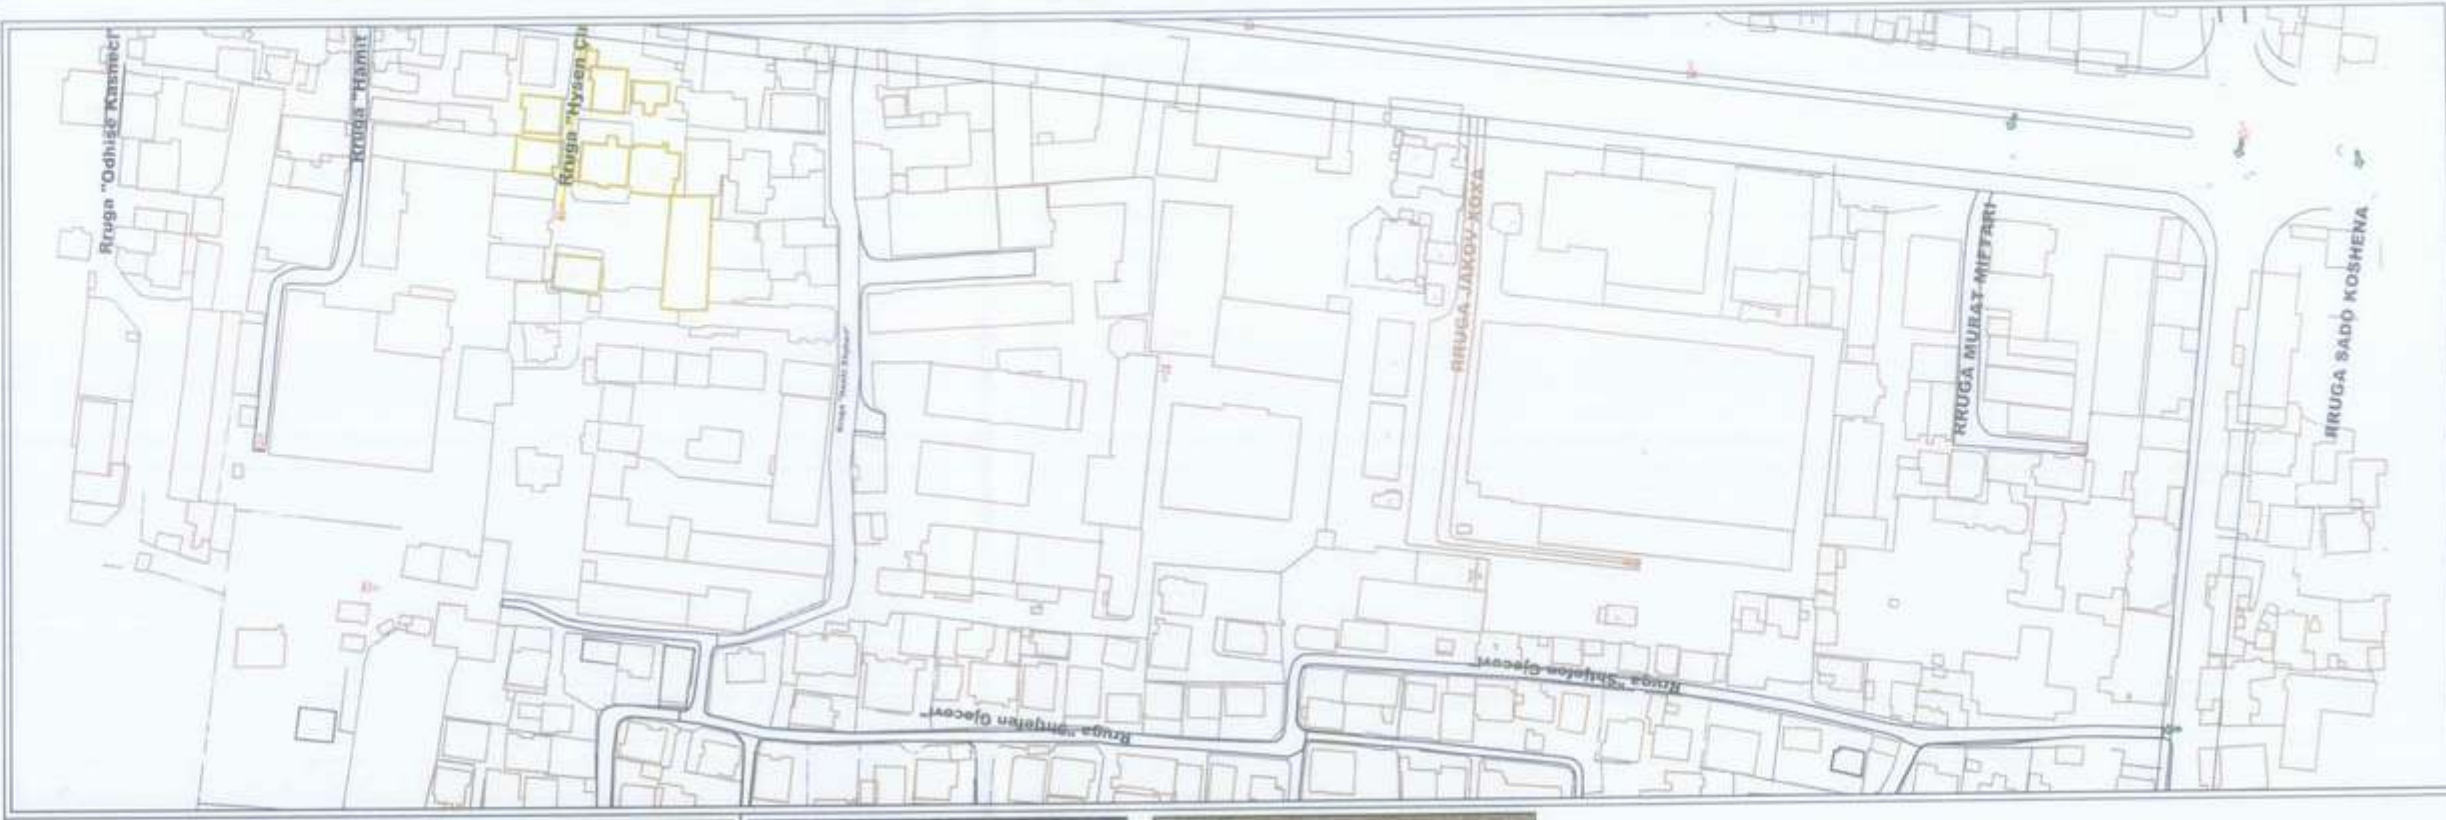 Rruga "Odhise Kasneci"
Rruga "Hamit
Rruga "Hysen Çir
RRUGA JAKOV XOXA
RRUGA MURAT MIFTARI
RRUGA SADO KOSHENA
Rruga "Shtjefen Gjecovi"
Rruga "Shtjefen Gjecovi"